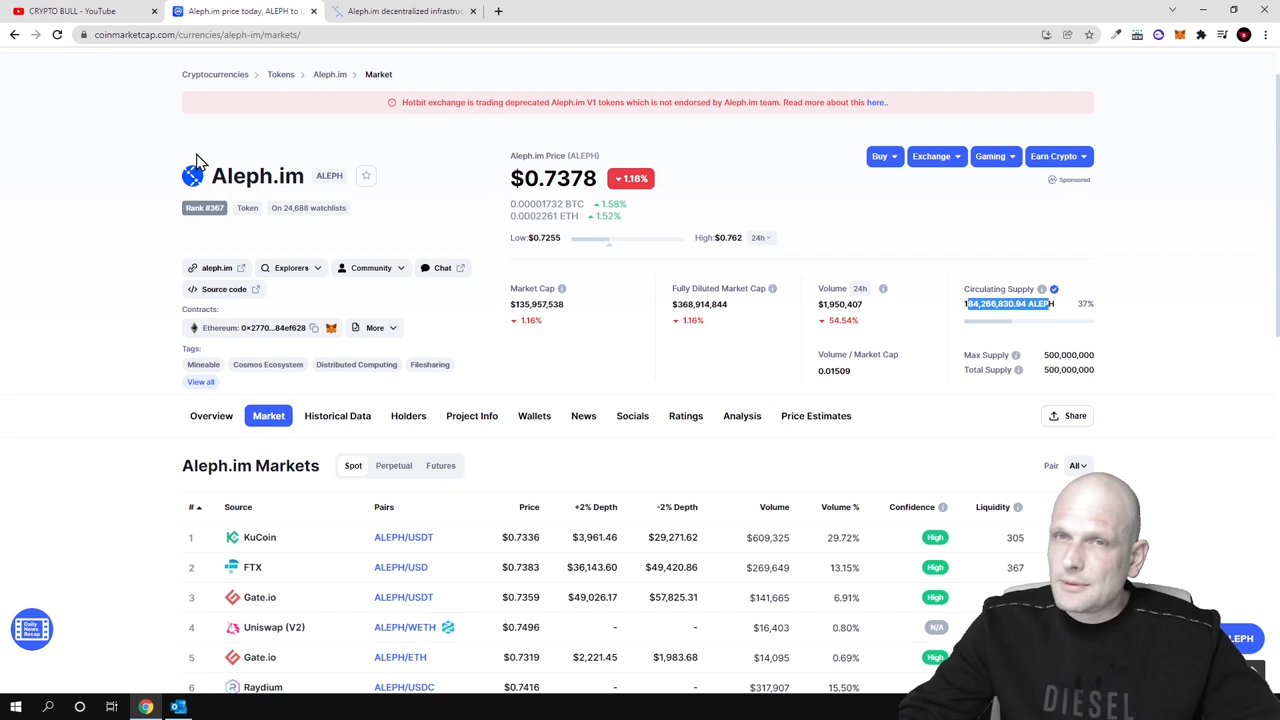 CRYPTO BULL - YouTube
Aleph.im price today, ALEPH to U
Aleph.im decentralized infrastruc
coinmarketcap.com/currencies/aleph-im/markets/
Cryptocurrencies > Tokens > Aleph.im > Market
Hotbit exchange is trading deprecated Aleph.im V1 tokens which is not endorsed by Aleph.im team. Read more about this here..
Aleph.im ALEPH
Rank #367 Token On 24,688 watchlists
aleph.im Explorers Community Chat
Source code
Contracts:
Ethereum: 0x2770...84ef628 More
Tags:
Mineable Cosmos Ecosystem Distributed Computing Filesharing
View all
Aleph.im Price (ALEPH)
$0.7378 1.16%
0.00001732 BTC 1.58%
0.0002261 ETH 1.52%
Low:$0.7255 High:$0.762 24h
Buy Exchange Gaming Earn Crypto
Sponsored
Market Cap
$135,957,538
1.16%
Fully Diluted Market Cap
$368,914,844
1.16%
Volume 24h
$1,950,407
54.54%
Volume / Market Cap
0.01509
Circulating Supply
184,266,830.94 ALEPH 37%
Max Supply 500,000,000
Total Supply 500,000,000
Overview Market Historical Data Holders Project Info Wallets News Socials Ratings Analysis Price Estimates Share
Aleph.im Markets Spot Perpetual Futures Pair All
# Source Pairs Price +2% Depth -2% Depth Volume Volume % Confidence Liquidity
1 KuCoin ALEPH/USDT $0.7336 $3,961.46 $29,271.62 $609,325 29.72% High 305
2 FTX ALEPH/USD $0.7383 $36,143.60 $49,420.86 $269,649 13.15% High 367
3 Gate.io ALEPH/USDT $0.7359 $49,026.17 $57,825.31 $141,665 6.91% High
4 Uniswap (V2) ALEPH/WETH $0.7496 - - $16,403 0.80% N/A
5 Gate.io ALEPH/ETH $0.7319 $2,221.45 $1,983.68 $14,095 0.69% High
6 Raydium ALEPH/USDC $0.7416 - - $317,907 15.50%
Daily News Recap
ALEPH
DIESEL